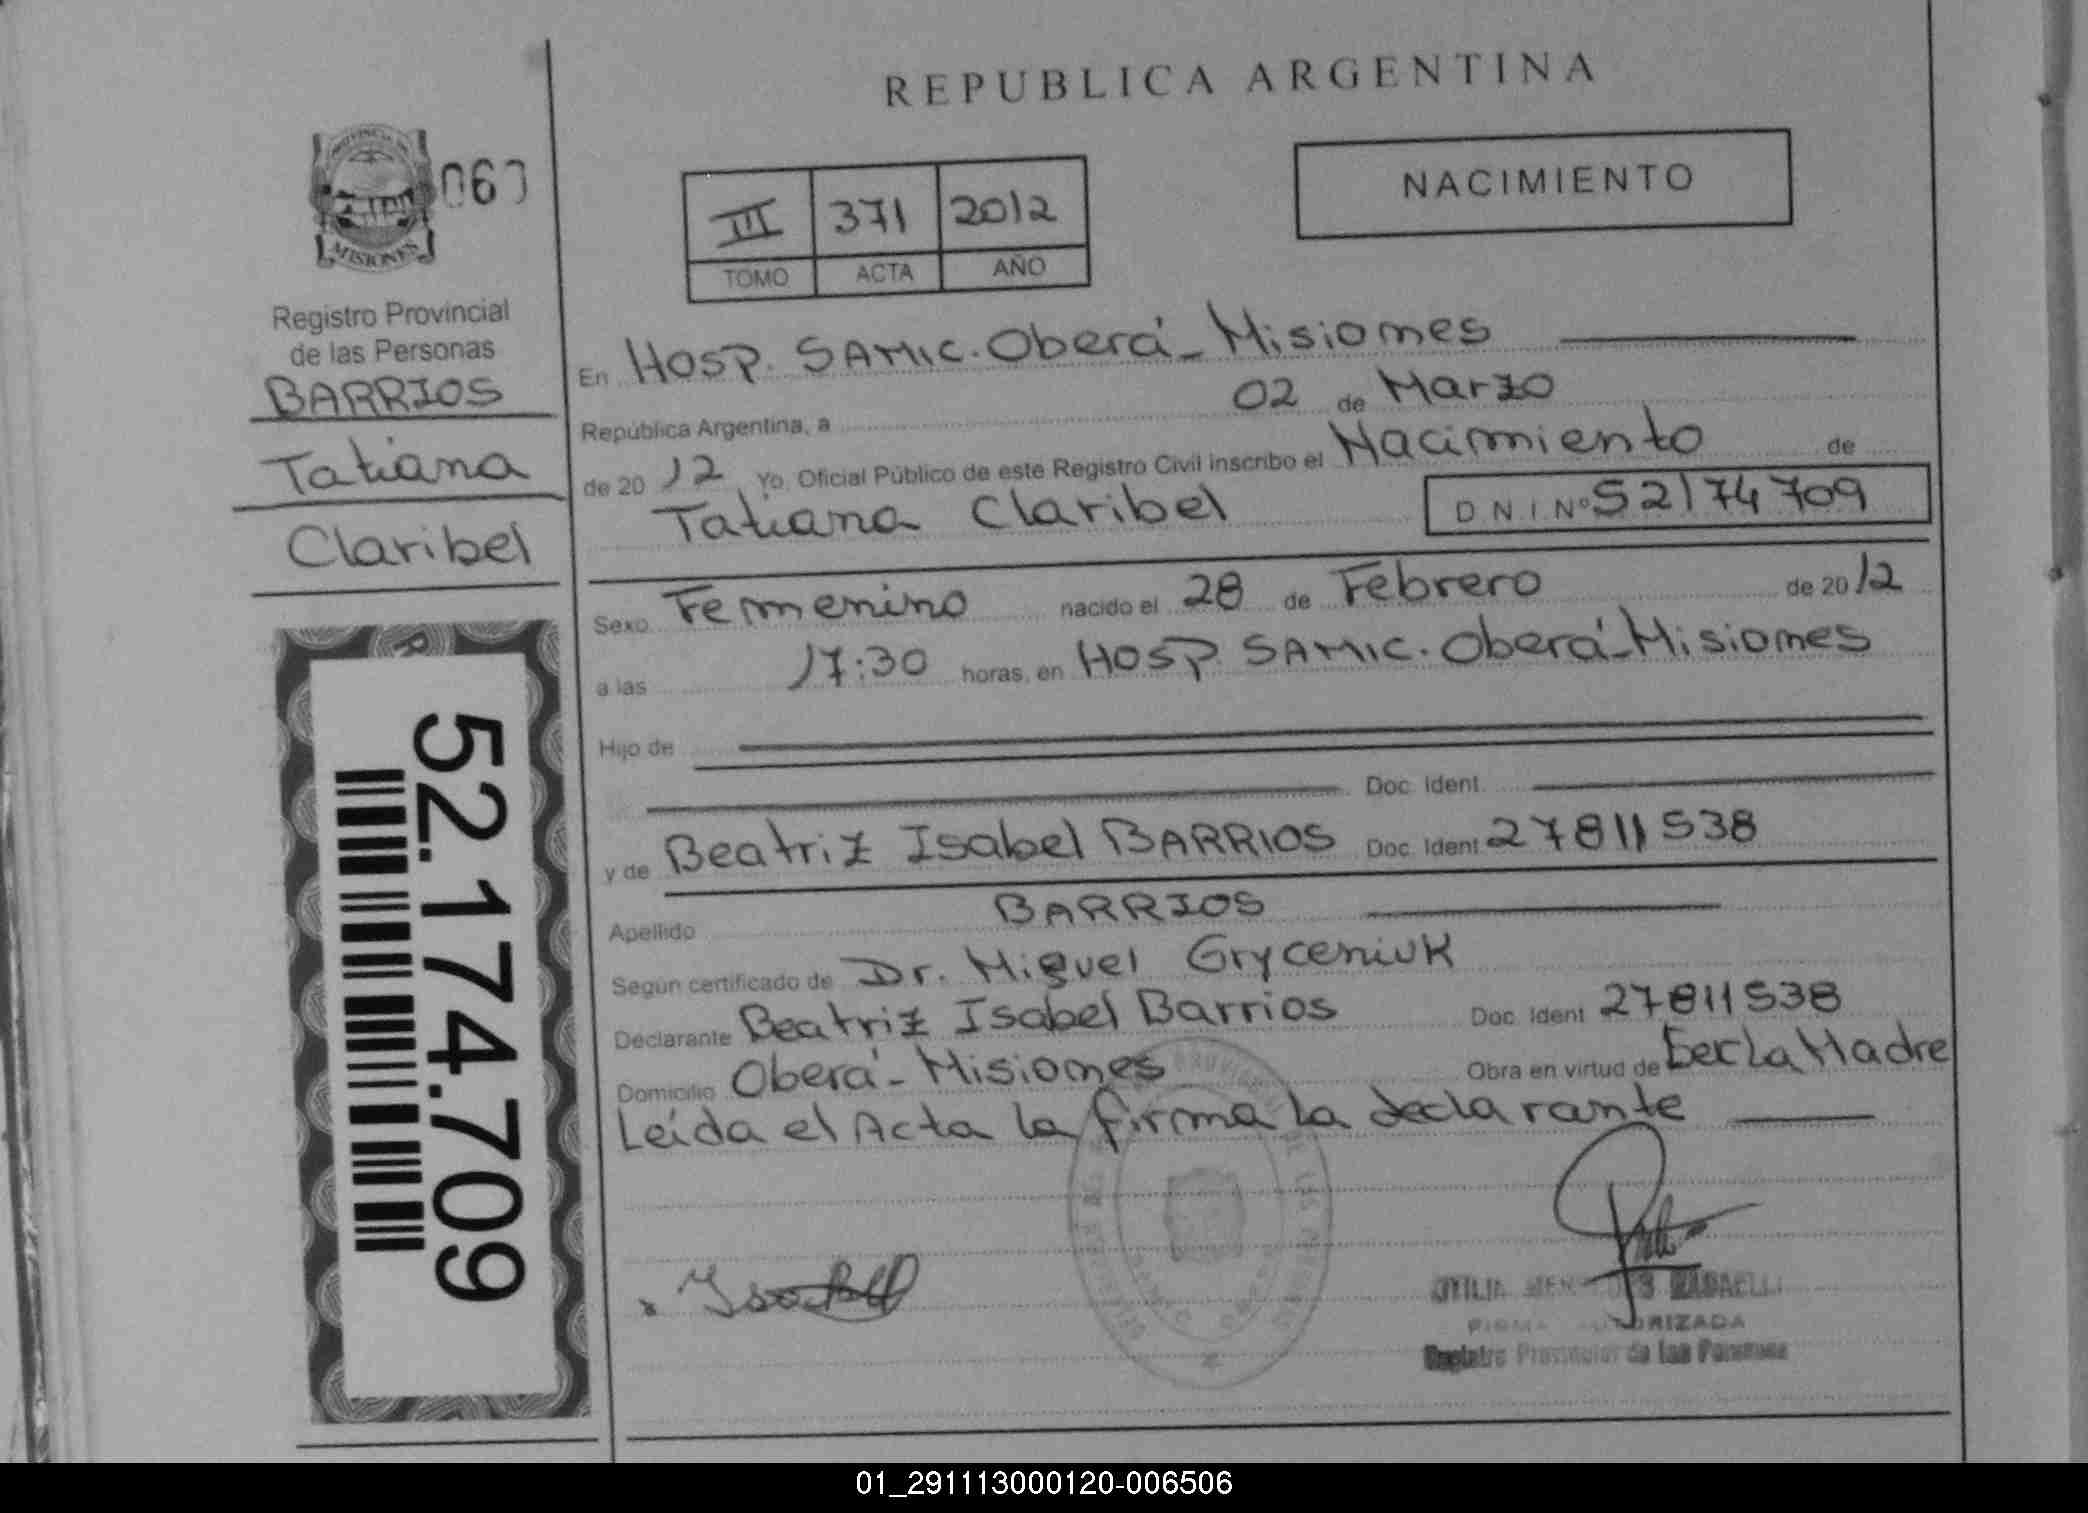 REPUBLICA ARGENTINA
060
MISIONES
Registro Provincial
de las Personas
BARRIOS
Tatiana
Claribel
52.174.709
III 371 2012
TOMO ACTA AÑO
NACIMIENTO
En Hosp. SAMIC. Oberá - Misiones
República Argentina, a 02 de Marzo
de 2012 Yo, Oficial Público de este Registro Civil inscribo el Nacimiento de
Tatiana Claribel D N I Nº 52174709
Sexo Femenino nacido el 28 de Febrero de 2012
a las 17:30 horas, en Hosp SAMIC. Oberá - Misiones
Hijo de
Doc. Ident.
y de Beatriz Isabel BARRIOS Doc. Ident 27811538
Apellido BARRIOS
Según certificado de Dr. Miguel Gryceniuk
Declarante Beatriz Isabel Barrios Doc. Ident 27811538
Domicilio Oberá - Misiones Obra en virtud de La Madre
Leída el Acta la firma la declarante
FIRMA AUTORIZADA
Registro Provincial de las Personas
01_291113000120-006506